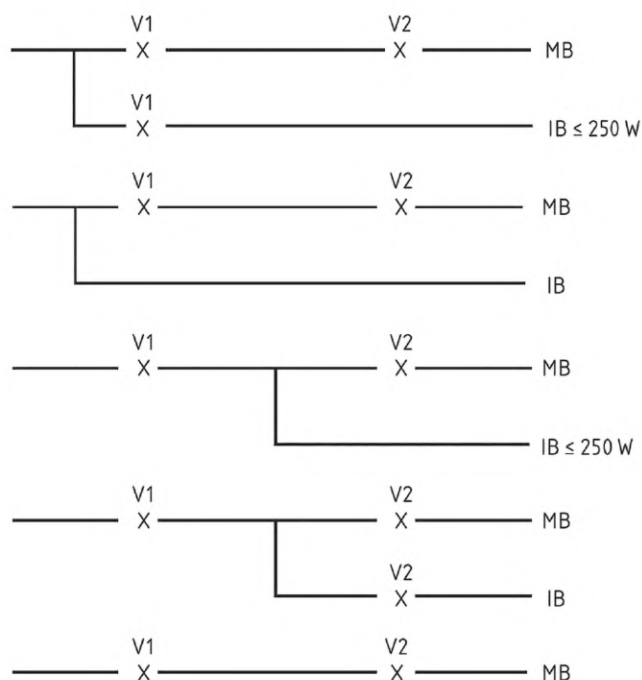 V1 V2
X X MB
V1
X IB ≤ 250 W
V1 V2
X X MB
IB
V1 V2
X X MB
IB ≤ 250 W
V1 V2
X X MB
V2
X IB
V1 V2
X X MB